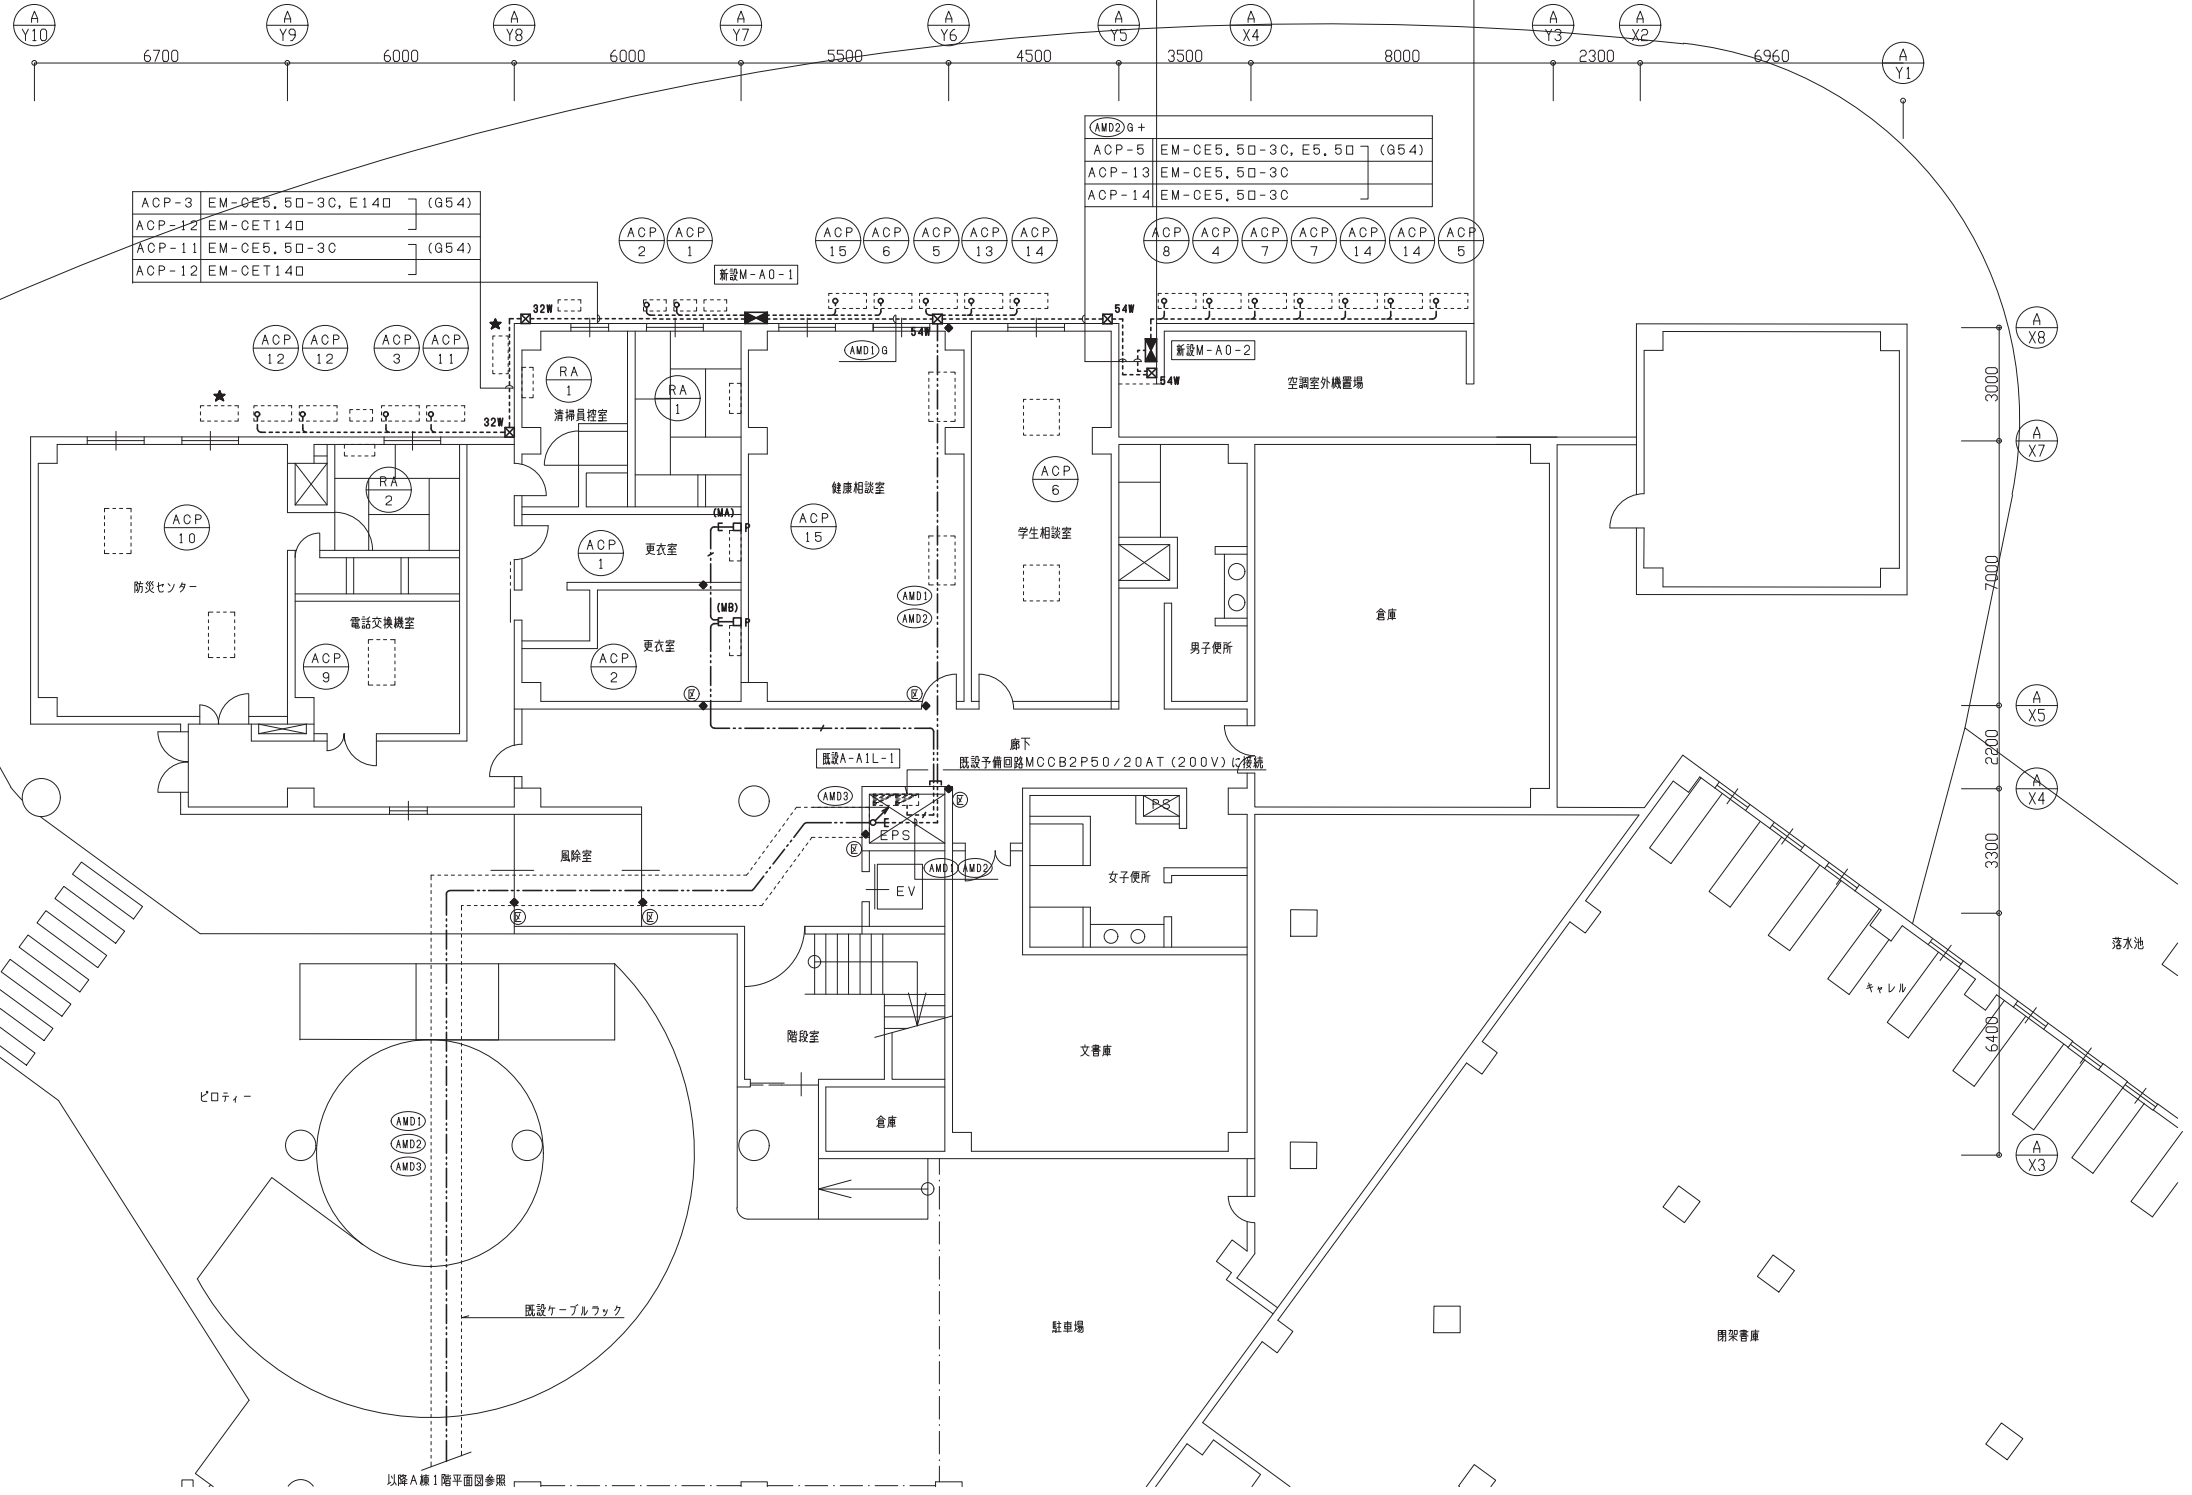 A A A A A A A A A
Y10 Y9 Y8 Y7 Y6 Y5 X4 Y3 X2
A
Y1
6700 6000 6000 5500 4500 3500 8000 2300 6960
AMD2 G+
ACP-5 EM-CE5.5□-3C, E5.5□ (G54)
ACP-13 EM-CE5.5□-3C
ACP-14 EM-CE5.5□-3C
ACP-3 EM-CE5.5□-3C, E14□ (G54)
ACP-12 EM-CET14□
ACP-11 EM-CE5.5□-3C (G54)
ACP-12 EM-CET14□
ACP ACP ACP ACP ACP ACP ACP ACP ACP ACP ACP ACP ACP ACP
2 1 15 6 5 13 14 8 4 7 7 14 14 5
新設M-A0-1
32W
54W
54W
★
A
X8
ACP ACP ACP ACP
12 12 3 11
AMD1 G
新設M-A0-2
54W
空調室外機置場
3000
RA
1
RA
1
★
清掃員控室
32W
A
X7
ACP
6
RA
2
健康相談室
ACP
10
(MA)
P
ACP
15
学生相談室
ACP
1
更衣室
7000
防災センター
AMD1
AMD2
(MB)
P
倉庫
電話交換機室
更衣室
男子便所
ACP
9
ACP
2
区
区
A
X5
廊下
2200
既設A-A1L-1
既設予備回路MCCB2P50/20AT(200V)に接続
A
X4
AMD3
区
PS
EPS
区
風除室
3300
AMD1 AMD2
女子便所
EV
区
区
落水池
キャレル
階段室
文書庫
6400
ピロティー
AMD1
AMD2
AMD3
倉庫
A
X3
既設ケーブルラック
駐車場
閉架書庫
以降A棟1階平面図参照